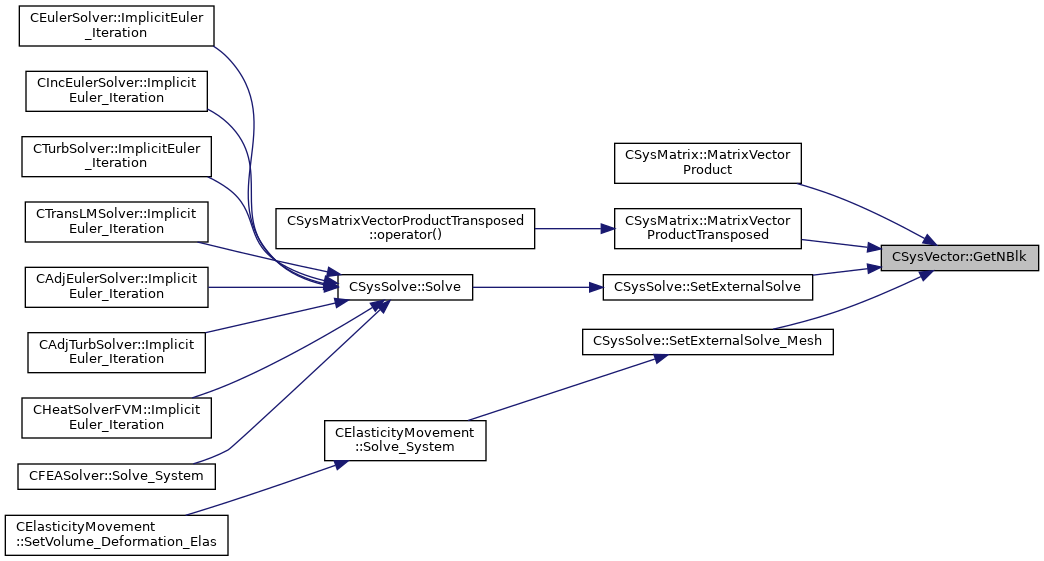 CEulerSolver::ImplicitEuler
_Iteration
CIncEulerSolver::Implicit
Euler_Iteration
CTurbSolver::ImplicitEuler
_Iteration
CTransLMSolver::Implicit
Euler_Iteration
CAdjEulerSolver::Implicit
Euler_Iteration
CAdjTurbSolver::Implicit
Euler_Iteration
CHeatSolverFVM::Implicit
Euler_Iteration
CFEASolver::Solve_System
CElasticityMovement
::SetVolume_Deformation_Elas
CSysMatrixVectorProductTransposed
::operator()
CSysSolve::Solve
CElasticityMovement
::Solve_System
CSysMatrix::MatrixVector
Product
CSysMatrix::MatrixVector
ProductTransposed
CSysSolve::SetExternalSolve
CSysSolve::SetExternalSolve_Mesh
CSysVector::GetNBlk